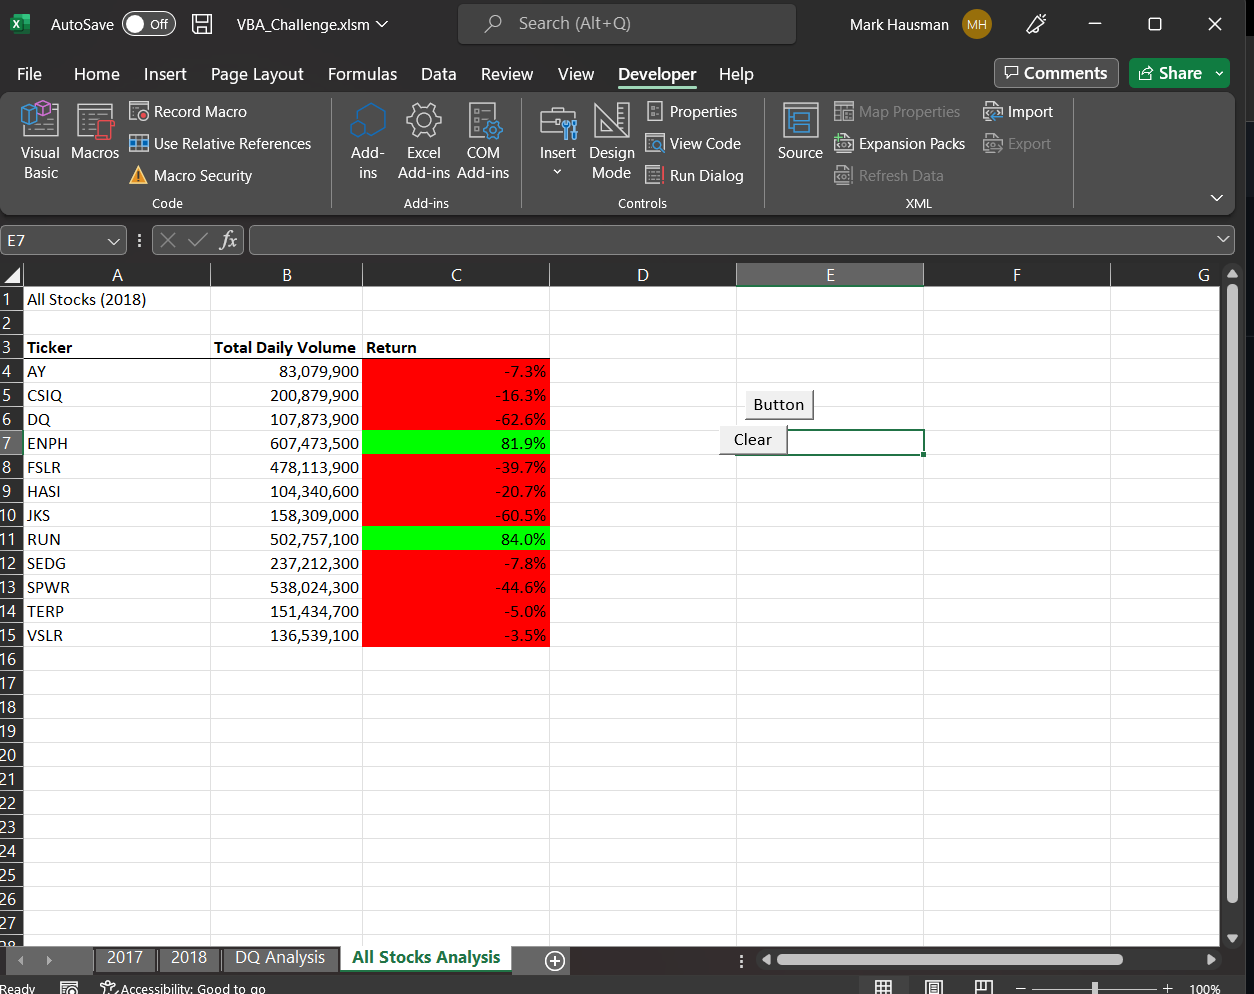 AutoSave Off VBA_Challenge.xlsm Search (Alt+Q) Mark Hausman MH
File Home Insert Page Layout Formulas Data Review View Developer Help Comments Share
Visual Basic
Macros
Record Macro
Use Relative References
Macro Security
Code
Add-ins
Excel Add-ins
COM Add-ins
Add-ins
Insert
Design Mode
Properties
View Code
Run Dialog
Controls
Source
Map Properties
Expansion Packs
Refresh Data
Import
Export
XML
E7 fx
A B C D E F G
1 All Stocks (2018)
2
3 Ticker Total Daily Volume Return
4 AY 83,079,900 -7.3%
5 CSIQ 200,879,900 -16.3%
Button
6 DQ 107,873,900 -62.6%
7 ENPH 607,473,500 81.9%
Clear
8 FSLR 478,113,900 -39.7%
9 HASI 104,340,600 -20.7%
10 JKS 158,309,000 -60.5%
11 RUN 502,757,100 84.0%
12 SEDG 237,212,300 -7.8%
13 SPWR 538,024,300 -44.6%
14 TERP 151,434,700 -5.0%
15 VSLR 136,539,100 -3.5%
16
17
18
19
20
21
22
23
24
25
26
27
28
2017 2018 DQ Analysis All Stocks Analysis
Ready Accessibility: Good to go 100%